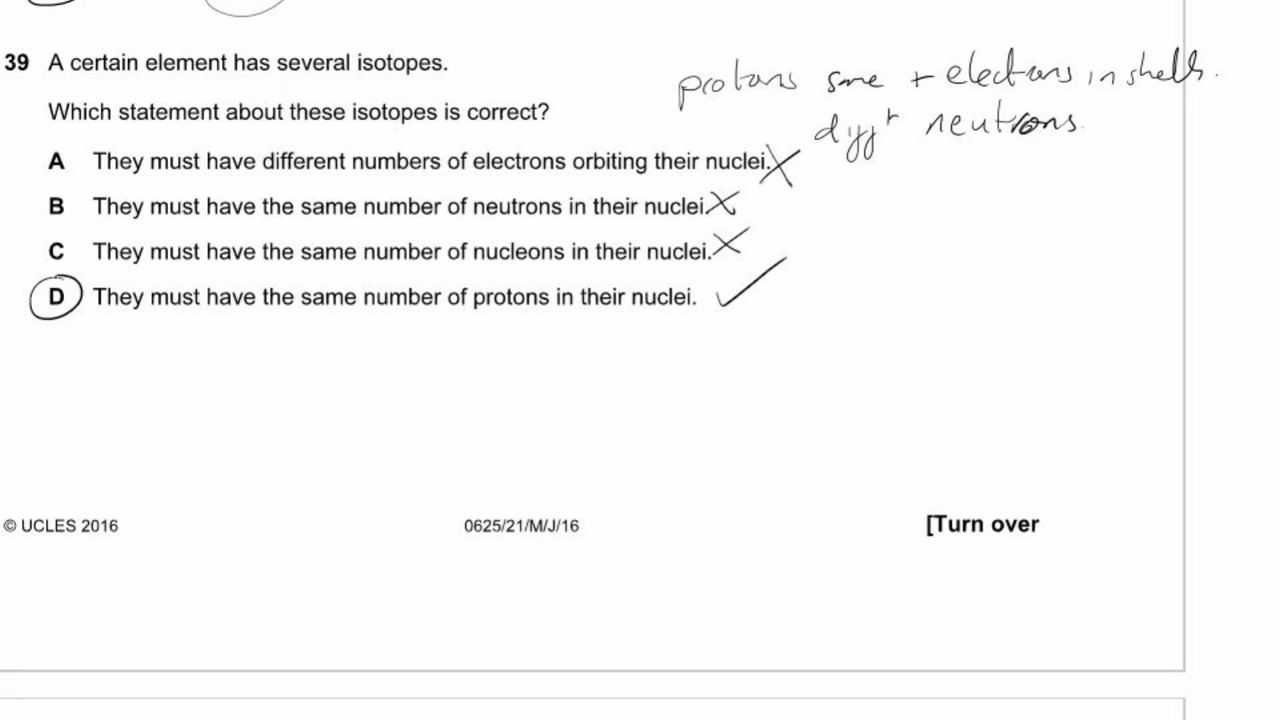 39 A certain element has several isotopes.
protons same + electrons in shells.
Which statement about these isotopes is correct?
diff^t neutrons.
A They must have different numbers of electrons orbiting their nuclei.
B They must have the same number of neutrons in their nuclei.
C They must have the same number of nucleons in their nuclei.
D They must have the same number of protons in their nuclei.
© UCLES 2016 0625/21/M/J/16 [Turn over